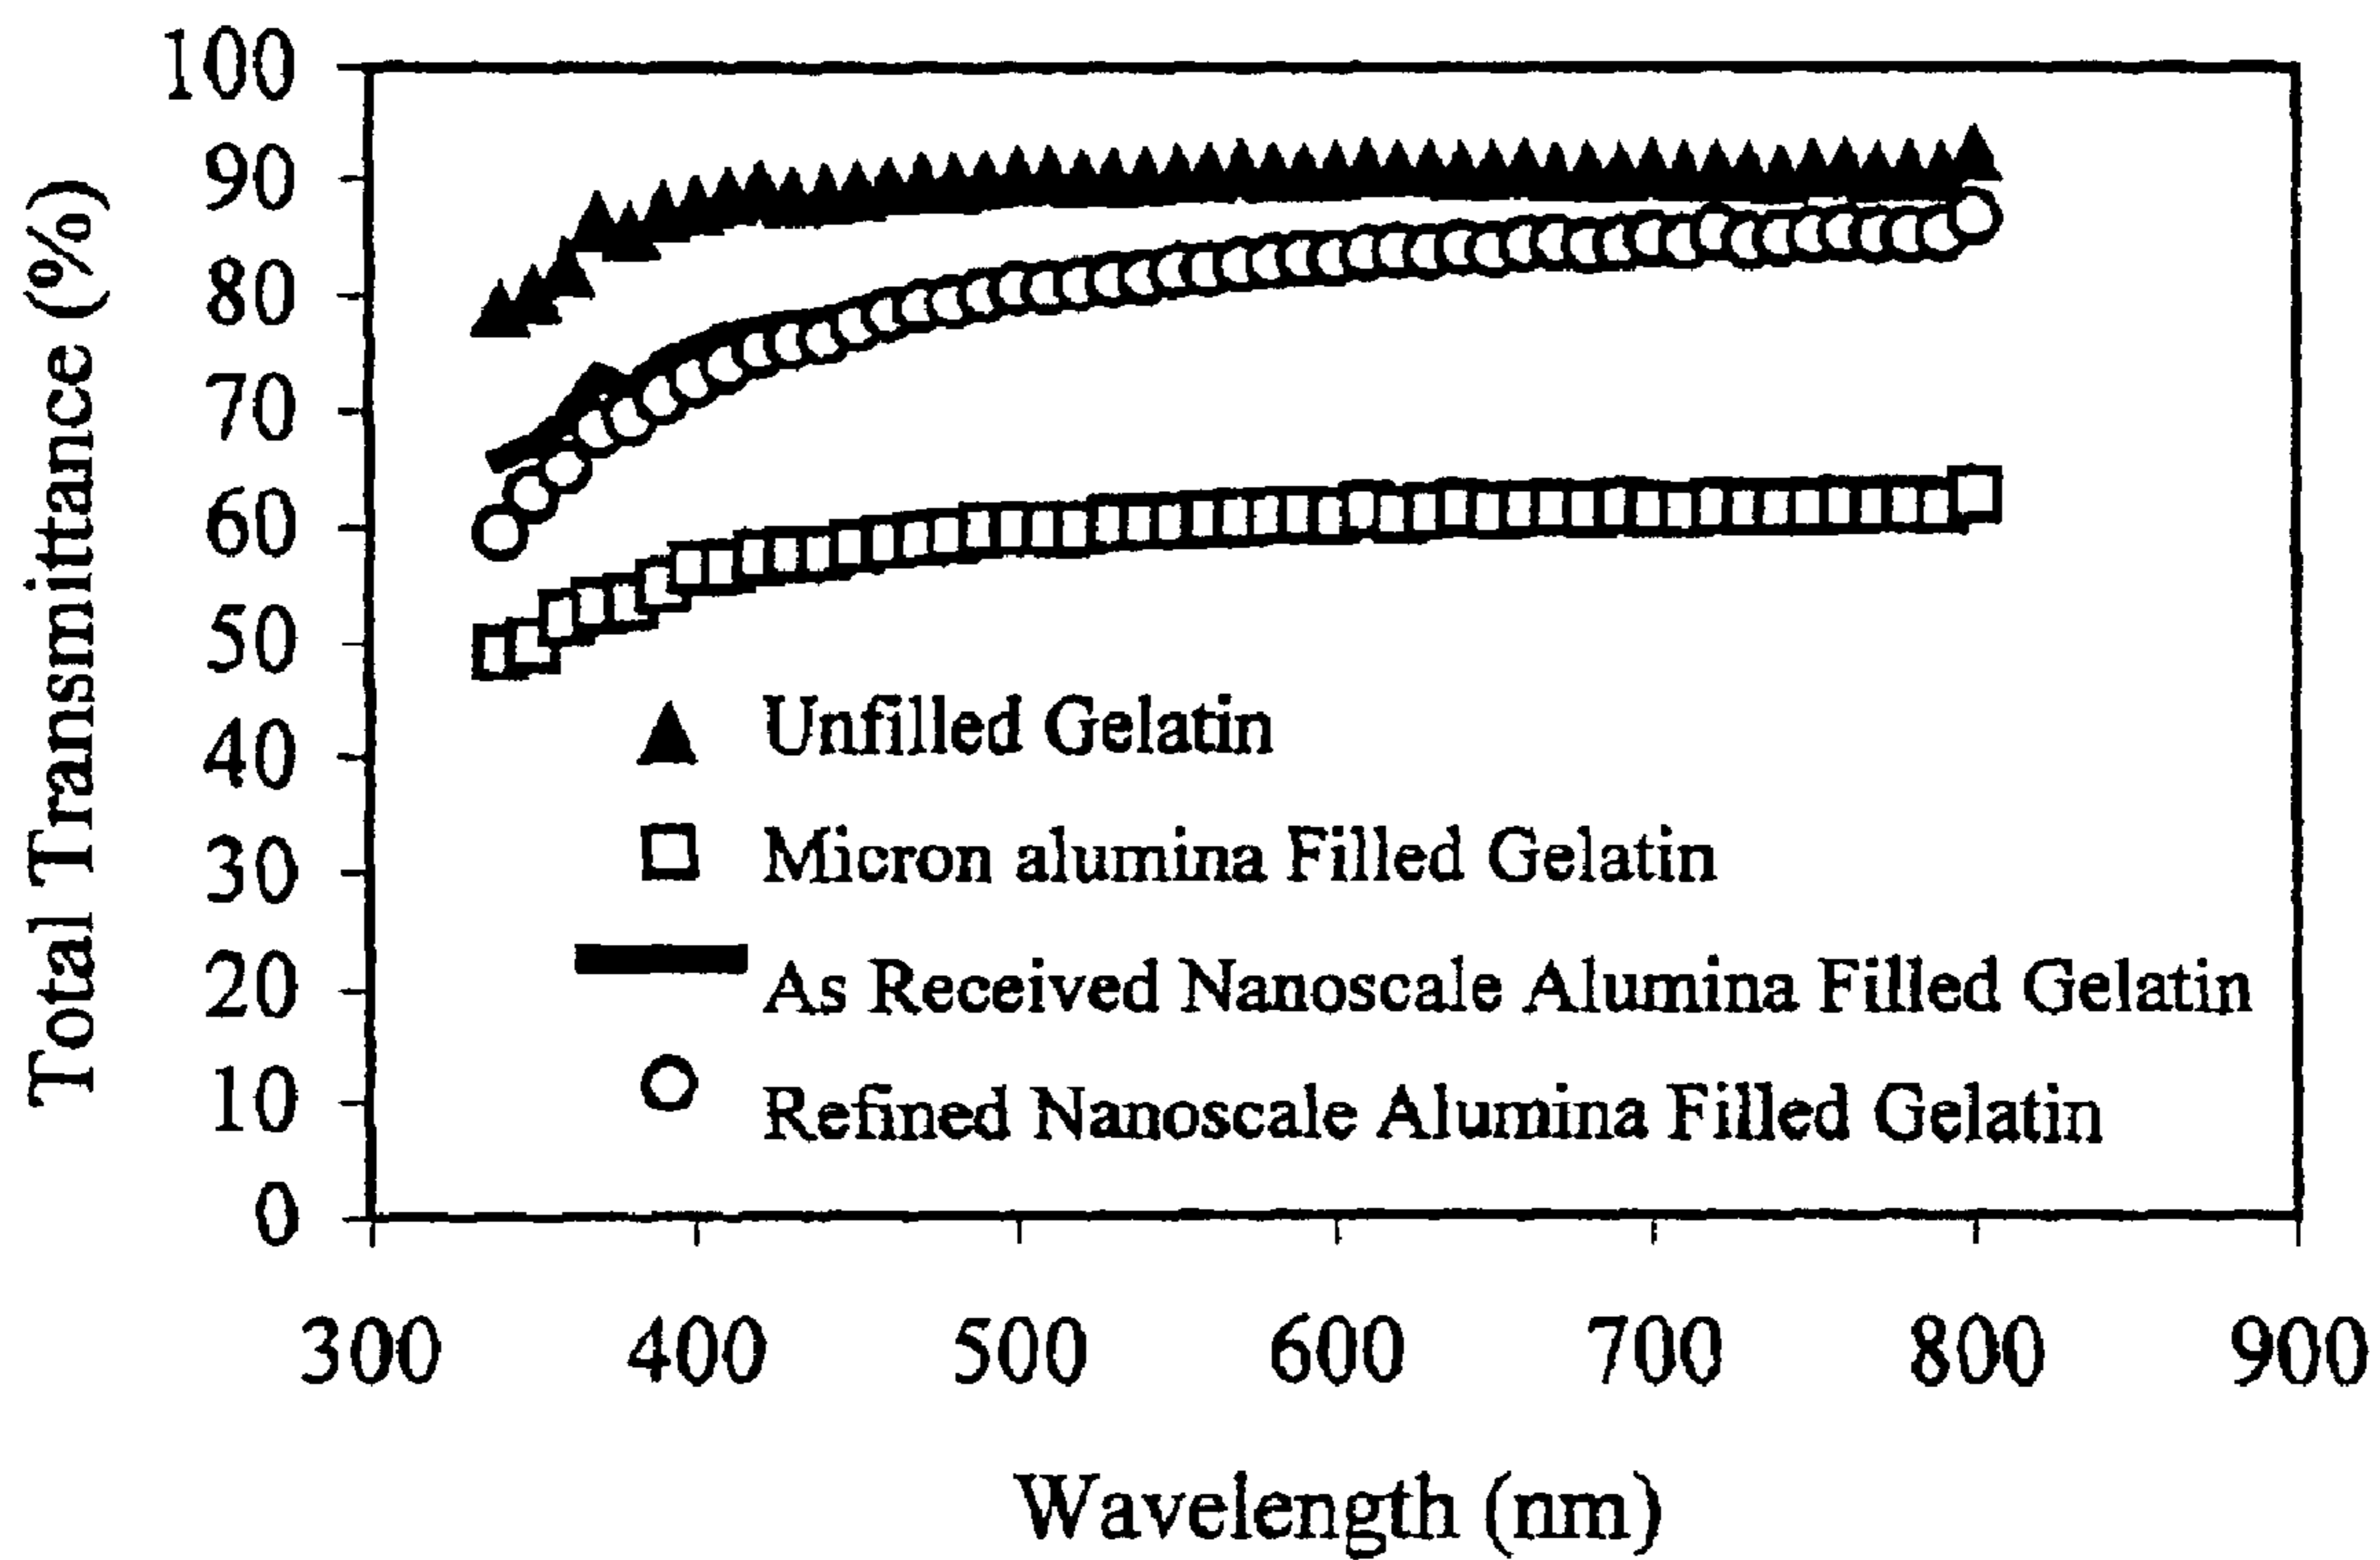 Total Transmittance (%)
100
90
80
70
60
50
40
30
20
10
0
Unfilled Gelatin
Micron alumina Filled Gelatin
As Received Nanoscale Alumina Filled Gelatin
Refined Nanoscale Alumina Filled Gelatin
300 400 500 600 700 800 900
Wavelength (nm)